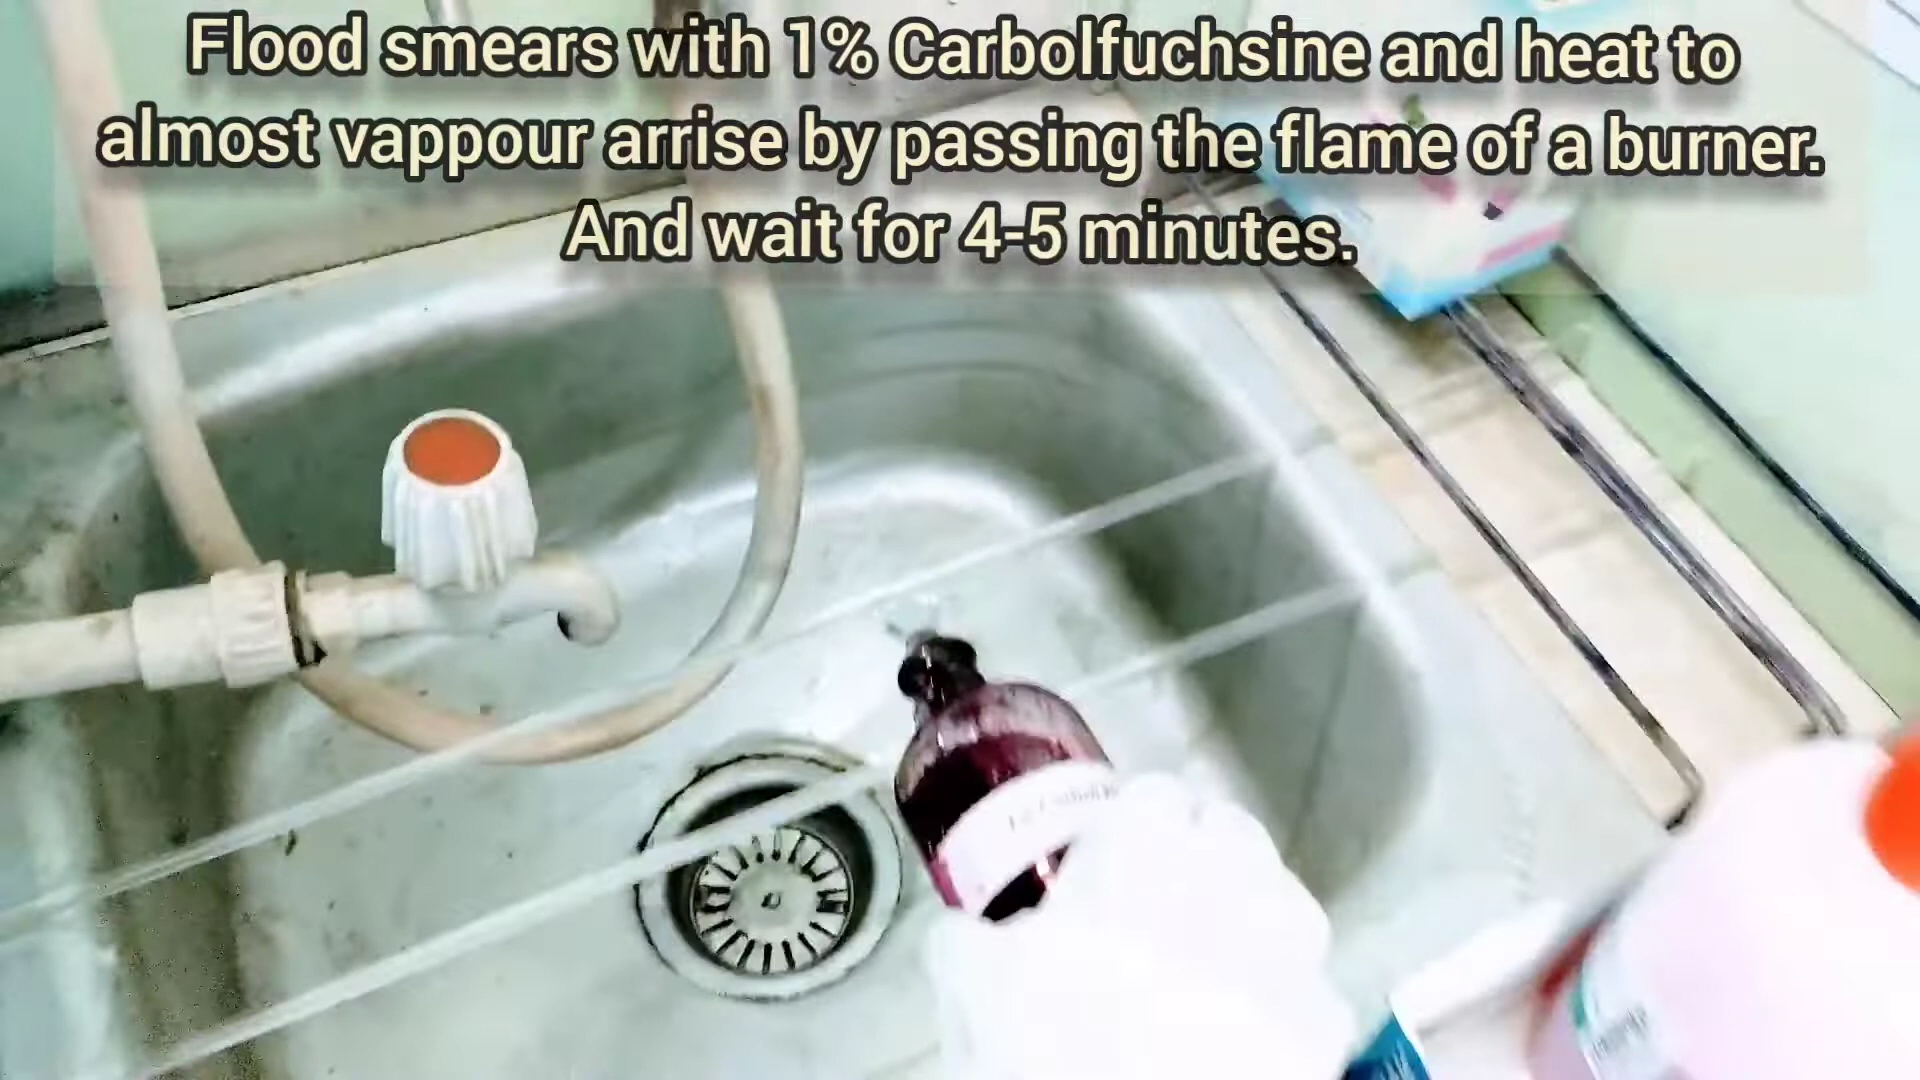 Flood smears with 1% Carbolfuchsine and heat to
almost vappour arrise by passing the flame of a burner.
And wait for 4-5 minutes.